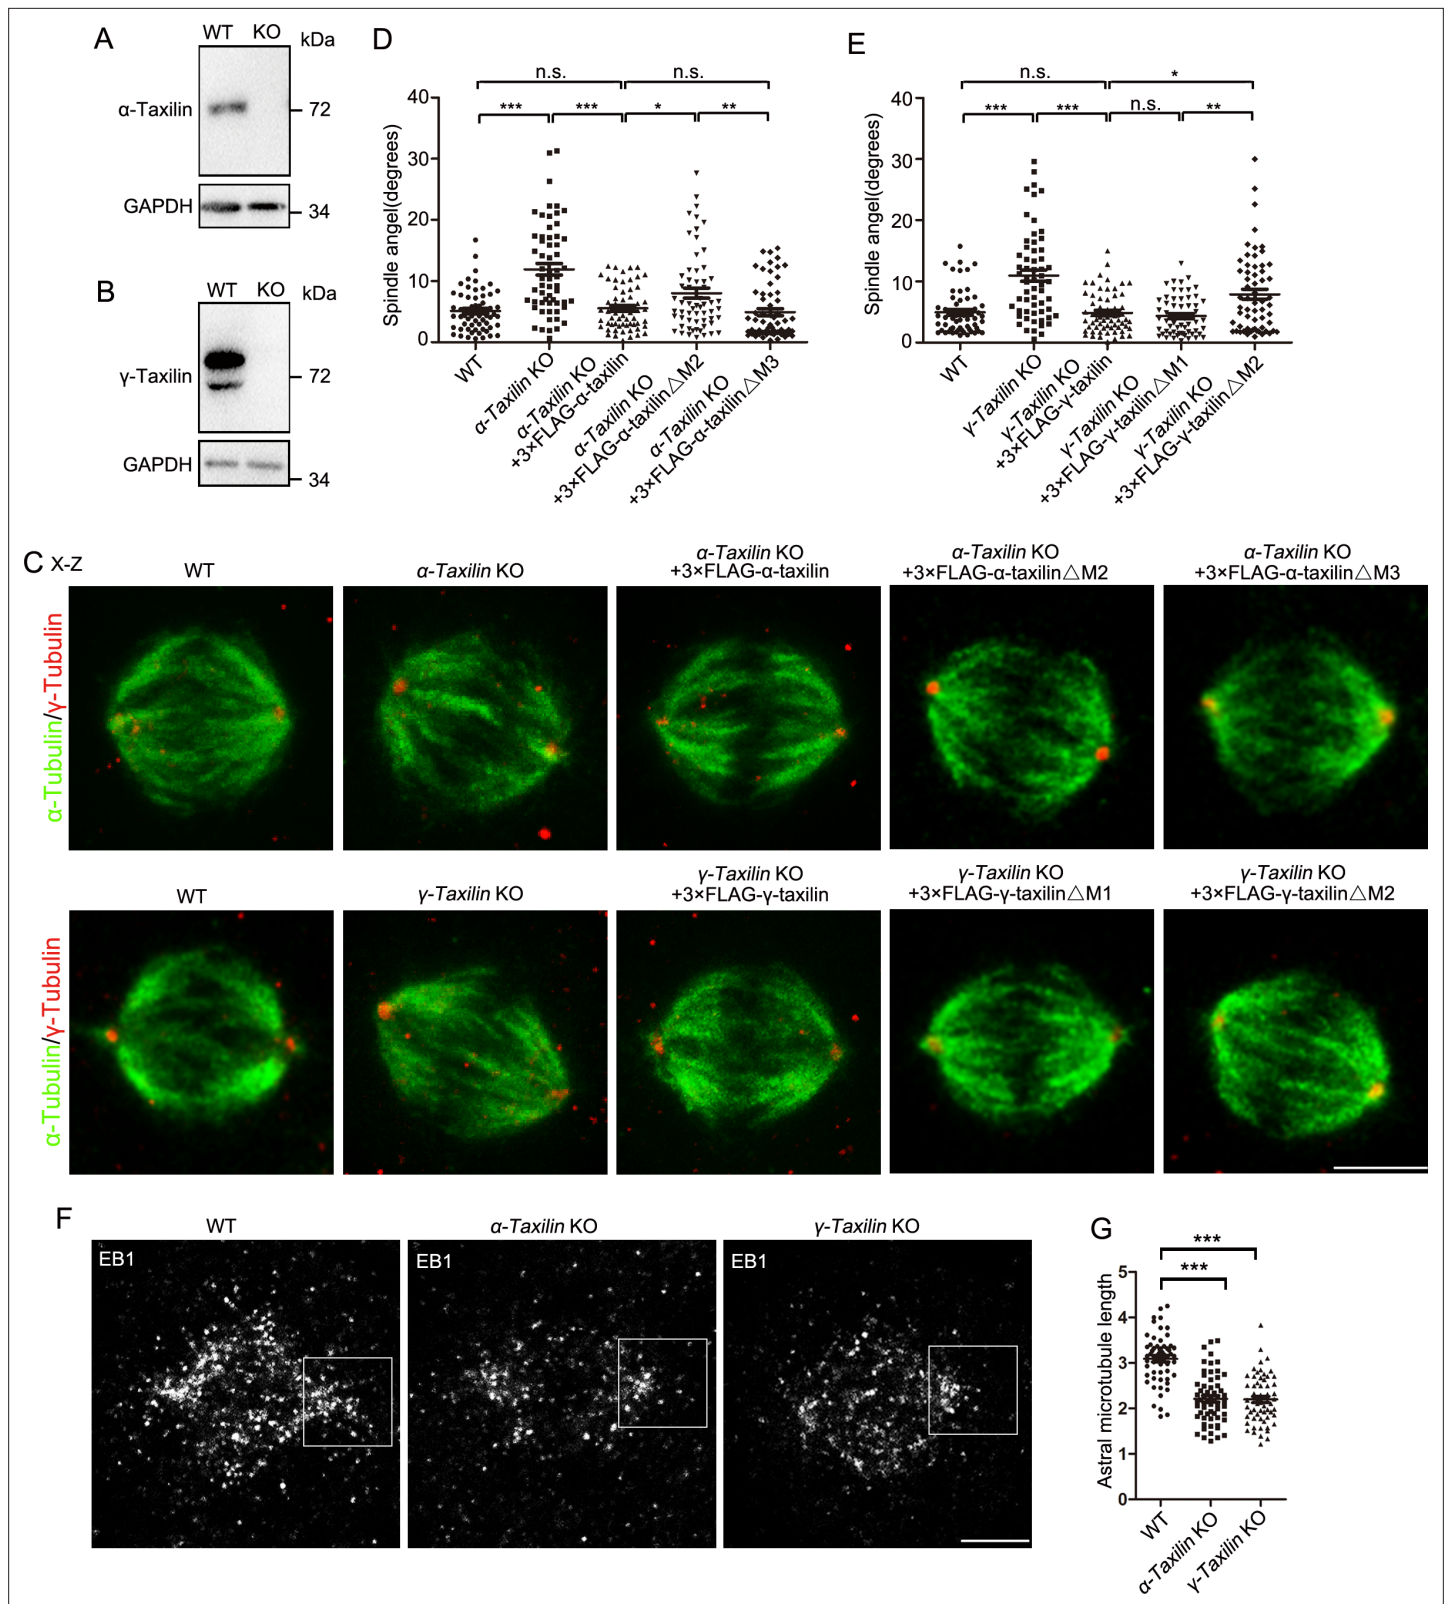 A
WT KO
kDa
α-Taxilin
72
GAPDH
34
B
WT KO
kDa
γ-Taxilin
72
GAPDH
34
D
n.s. n.s.
*** *** * **
Spindle angel(degrees)
40
30
20
10
0
WT
α-Taxilin KO
α-Taxilin KO
+3×FLAG-α-taxilin
α-Taxilin KO
+3×FLAG-α-taxilin△M2
α-Taxilin KO
+3×FLAG-α-taxilin△M3
E
n.s. *
*** *** n.s. **
Spindle angel(degrees)
40
30
20
10
0
WT
γ-Taxilin KO
γ-Taxilin KO
+3×FLAG-γ-taxilin
γ-Taxilin KO
+3×FLAG-γ-taxilin△M1
γ-Taxilin KO
+3×FLAG-γ-taxilin△M2
C X-Z
WT
α-Taxilin KO
α-Taxilin KO
+3×FLAG-α-taxilin
α-Taxilin KO
+3×FLAG-α-taxilin△M2
α-Taxilin KO
+3×FLAG-α-taxilin△M3
α-Tubulin/γ-Tubulin
WT
γ-Taxilin KO
γ-Taxilin KO
+3×FLAG-γ-taxilin
γ-Taxilin KO
+3×FLAG-γ-taxilin△M1
γ-Taxilin KO
+3×FLAG-γ-taxilin△M2
α-Tubulin/γ-Tubulin
F
WT
α-Taxilin KO
γ-Taxilin KO
EB1
EB1
EB1
G
***
***
Astral microtubule length
5
4
3
2
1
0
WT
α-Taxilin KO
γ-Taxilin KO